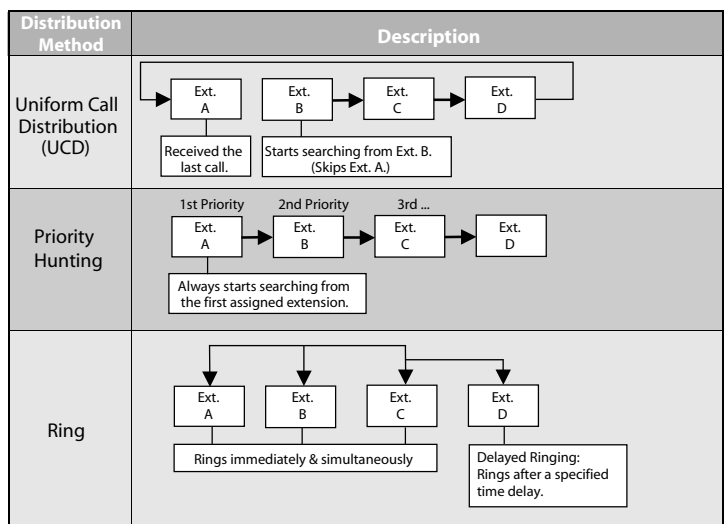 Distribution
Method
Description
Uniform Call
Distribution
(UCD)
Ext.
A
Ext.
B
Ext.
C
Ext.
D
Received the
last call.
Starts searching from Ext. B.
(Skips Ext. A.)
Priority
Hunting
1st Priority
2nd Priority
3rd ...
Ext.
A
Ext.
B
Ext.
C
Ext.
D
Always starts searching from
the first assigned extension.
Ring
Ext.
A
Ext.
B
Ext.
C
Ext.
D
Rings immediately & simultaneously
Delayed Ringing:
Rings after a specified
time delay.